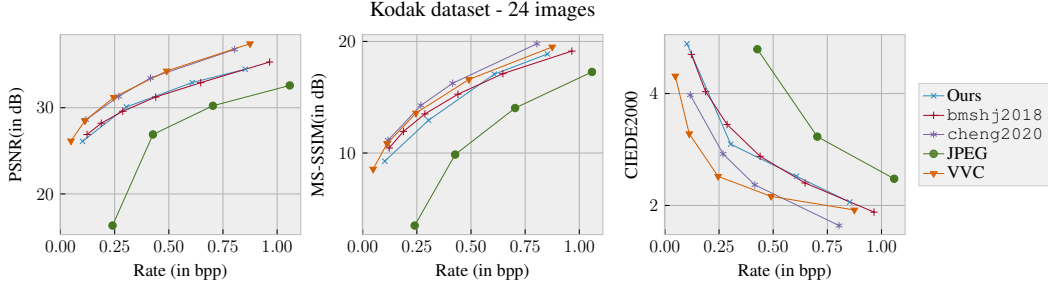 Kodak dataset - 24 images
PSNR(in dB)
20
30
0.00 0.25 0.50 0.75 1.00
Rate (in bpp)
MS-SSIM(in dB)
10
20
0.00 0.25 0.50 0.75 1.00
Rate (in bpp)
CIEDE2000
2
4
0.00 0.25 0.50 0.75 1.00
Rate (in bpp)
Ours
bmshj2018
cheng2020
JPEG
VVC